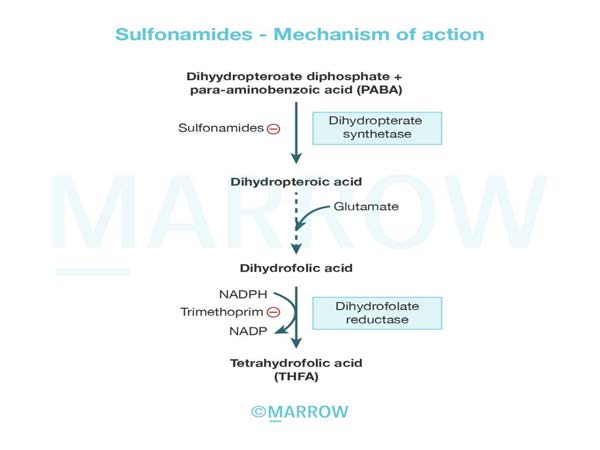 Sulfonamides - Mechanism of action
Dihyydropteroate diphosphate +
para-aminobenzoic acid (PABA)
Sulfonamides
Dihydropterate
synthetase
Dihydropteroic acid
MARROW
Glutamate
Dihydrofolic acid
NADPH
Trimethoprim
NADP
Dihydrofolate
reductase
Tetrahydrofolic acid
(THFA)
©MARROW